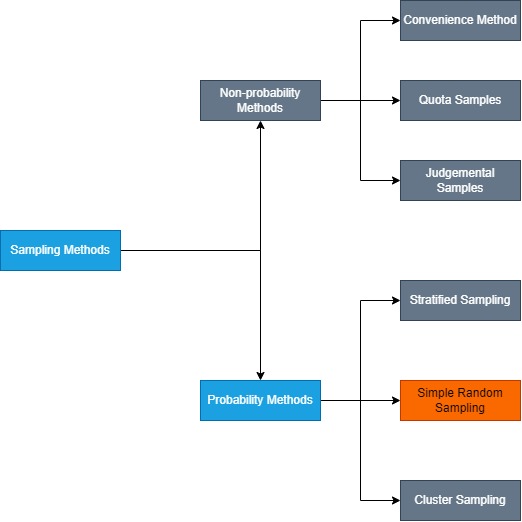 Convenience Method
Non-probability
Methods
Quota Samples
Judgemental
Samples
Sampling Methods
Stratified Sampling
Probability Methods
Simple Random
Sampling
Cluster Sampling